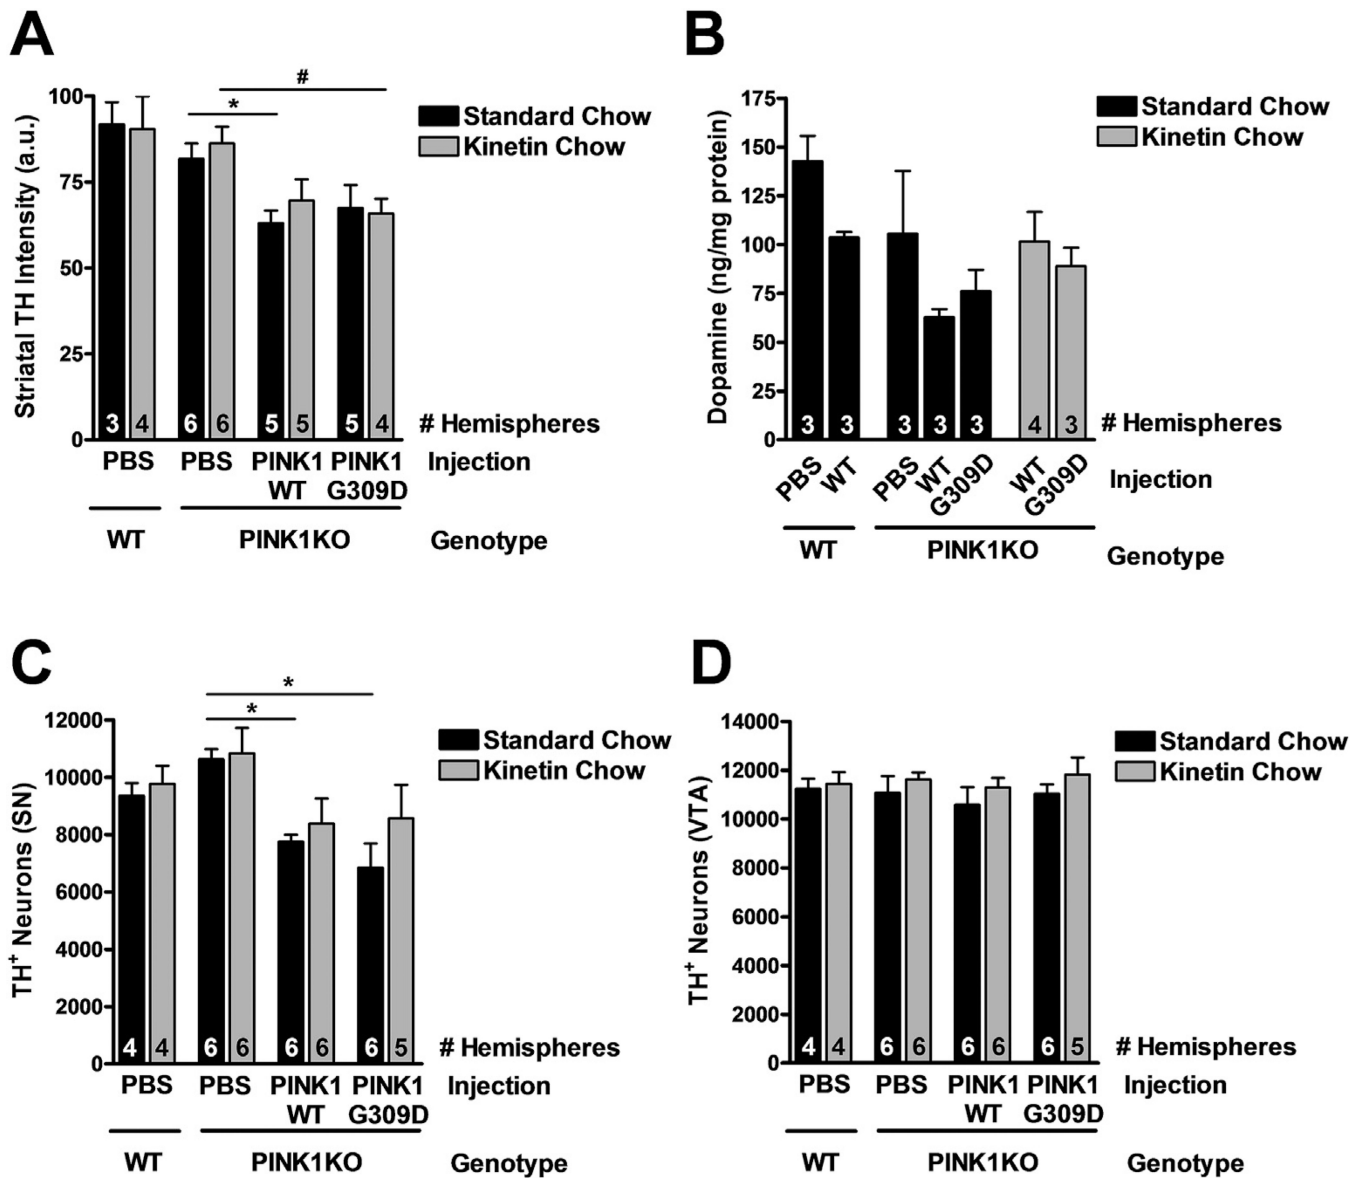 A
Striatal TH Intensity (a.u.)
100
75
50
25
0
#
*
Standard Chow
Kinetin Chow
3 4 6 6 5 5 5 4
# Hemispheres
PBS PBS PINK1 PINK1 Injection
WT G309D
WT PINK1KO Genotype
B
Dopamine (ng/mg protein)
175
150
125
100
75
50
25
0
Standard Chow
Kinetin Chow
3 3 3 3 3 4 3
# Hemispheres
PBS WT PBS WT G309D WT G309D
Injection
WT PINK1KO
Genotype
C
TH+ Neurons (SN)
12000
10000
8000
6000
4000
2000
0
*
*
Standard Chow
Kinetin Chow
4 4 6 6 6 6 6 5
# Hemispheres
PBS PBS PINK1 PINK1 Injection
WT G309D
WT PINK1KO Genotype
D
TH+ Neurons (VTA)
14000
12000
10000
8000
6000
4000
2000
0
Standard Chow
Kinetin Chow
4 4 6 6 6 6 6 5
# Hemispheres
PBS PBS PINK1 PINK1 Injection
WT G309D
WT PINK1KO Genotype